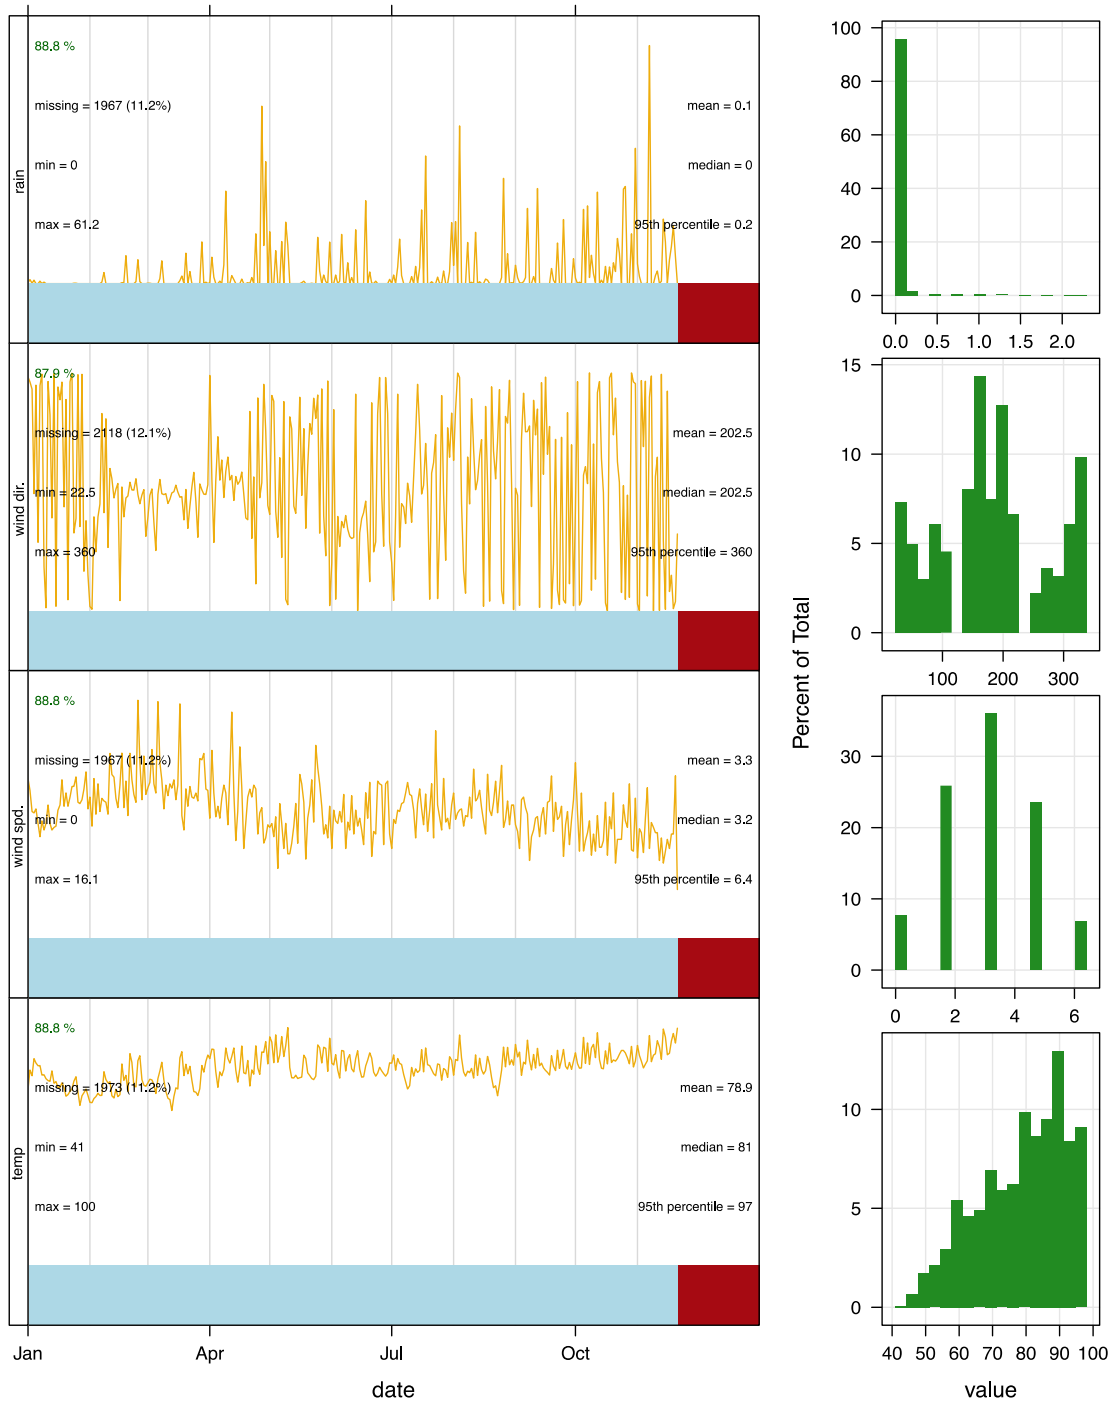 rain
88.8 %
missing = 1967 (11.2%)
min = 0
max = 61.2
mean = 0.1
median = 0
95th percentile = 0.2
wind dir.
87.9 %
missing = 2118 (12.1%)
min = 22.5
max = 360
mean = 202.5
median = 202.5
95th percentile = 360
wind spd.
88.8 %
missing = 1967 (11.2%)
min = 0
max = 16.1
mean = 3.3
median = 3.2
95th percentile = 6.4
temp
88.8 %
missing = 1973 (11.2%)
min = 41
max = 100
mean = 78.9
median = 81
95th percentile = 97
Jan Apr Jul Oct
date
Percent of Total
100
80
60
40
20
0
0.0 0.5 1.0 1.5 2.0
15
10
5
0
100 200 300
30
20
10
0
0 2 4 6
10
5
0
40 50 60 70 80 90 100
value